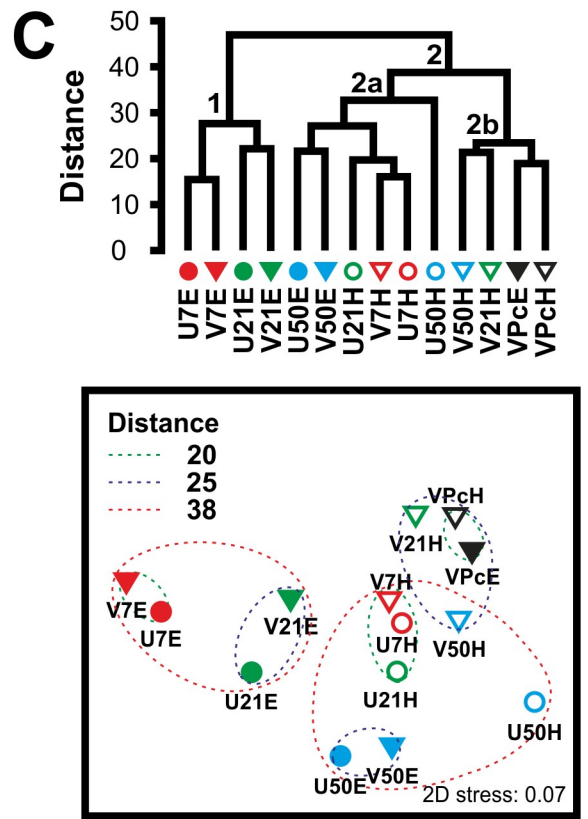 C
Distance
50
40
30
20
10
0
1
2
2a
2b
U7E
V7E
U21E
V21E
U50E
V50E
U21H
V7H
U7H
U50H
V50H
V21H
VPcE
VPcH
Distance
20
25
38
VPcH
V21H
VPcE
V7E
U7E
V21E
V7H
U7H
V50H
U21E
U21H
U50H
U50E
V50E
2D stress: 0.07